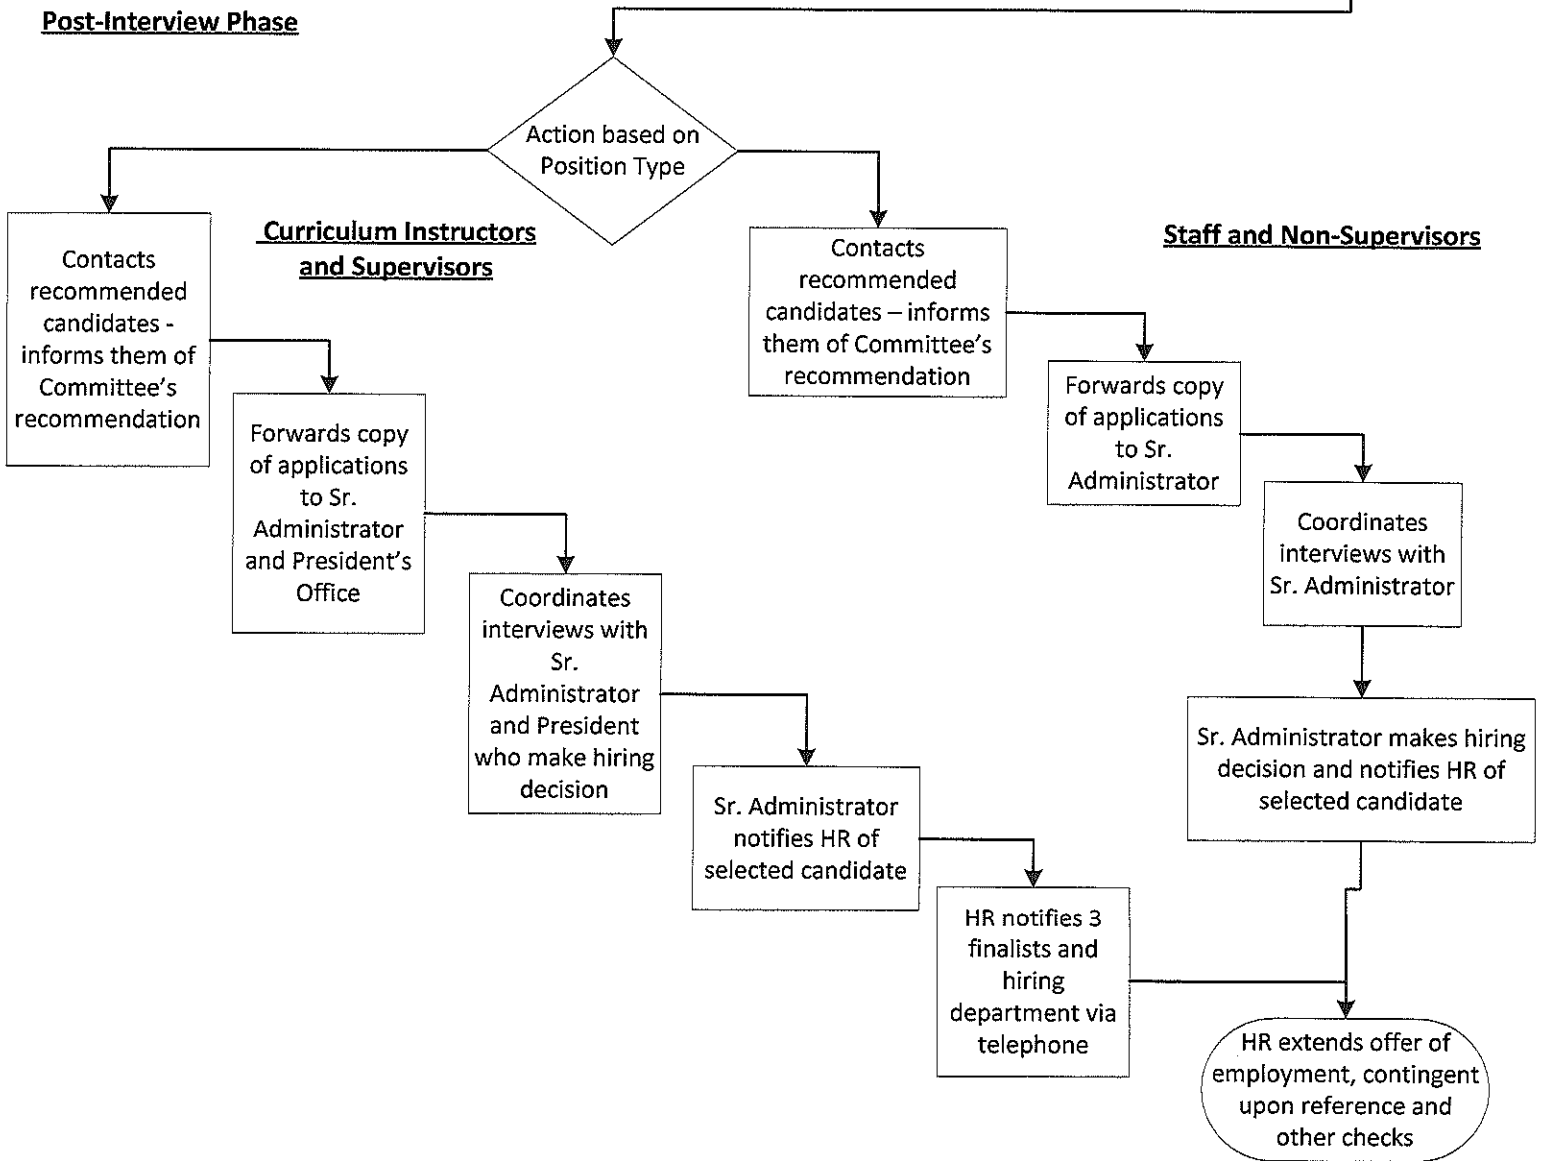 Post-Interview Phase
Action based on
Position Type
Curriculum Instructors
and Supervisors
Contacts
recommended
candidates -
informs them of
Committee's
recommendation
Forwards copy
of applications
to Sr.
Administrator
and President's
Office
Coordinates
interviews with
Sr.
Administrator
and President
who make hiring
decision
Sr. Administrator
notifies HR of
selected candidate
HR notifies 3
finalists and
hiring
department via
telephone
Staff and Non-Supervisors
Contacts
recommended
candidates – informs
them of Committee's
recommendation
Forwards copy
of applications
to Sr.
Administrator
Coordinates
interviews with
Sr. Administrator
Sr. Administrator makes hiring
decision and notifies HR of
selected candidate
HR extends offer of
employment, contingent
upon reference and
other checks